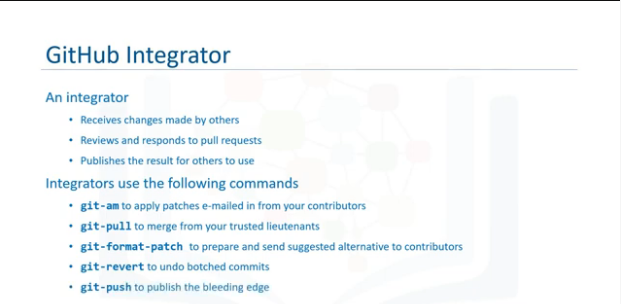 GitHub Integrator
An integrator
• Receives changes made by others
• Reviews and responds to pull requests
• Publishes the result for others to use
Integrators use the following commands
• git-am to apply patches e-mailed in from your contributors
• git-pull to merge from your trusted lieutenants
• git-format-patch to prepare and send suggested alternative to contributors
• git-revert to undo botched commits
• git-push to publish the bleeding edge